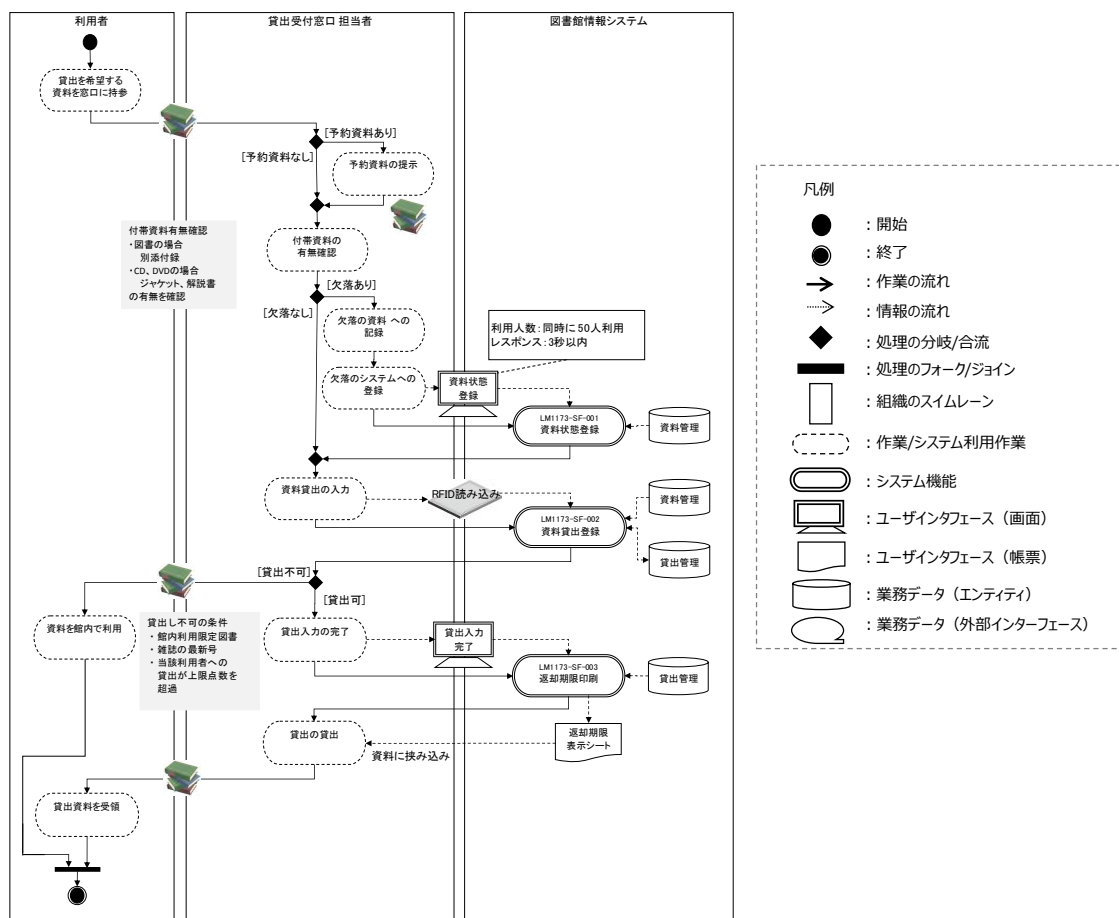 利用者
貸出受付窓口 担当者
図書館情報システム
貸出を希望する
資料を窓口に持参
[予約資料あり]
[予約資料なし]
予約資料の提示
付帯資料有無確認
・図書の場合
別添付録
・CD、DVDの場合
ジャケット、解説書
の有無を確認
付帯資料の
有無確認
[欠落あり]
[欠落なし]
欠落の資料 への
記録
利用人数：同時に50人利用
レスポンス：3秒以内
欠落のシステムへの
登録
資料状態
登録
LM1173-SF-001
資料状態登録
資料管理
資料貸出の入力
RFID読み込み
資料管理
LM1173-SF-002
資料貸出登録
貸出管理
[貸出不可]
[貸出可]
資料を館内で利用
貸出し不可の条件
・館内利用限定図書
・雑誌の最新号
・当該利用者への
貸出が上限点数を
超過
貸出入力の完了
貸出入力
完了
LM1173-SF-003
返却期限印刷
貸出管理
貸出の貸出
資料に挟み込み
返却期限
表示シート
貸出資料を受領
凡例
：開始
：終了
：作業の流れ
：情報の流れ
：処理の分岐/合流
：処理のフォーク/ジョイン
：組織のスイムレーン
：作業/システム利用作業
：システム機能
：ユーザインタフェース（画面）
：ユーザインタフェース（帳票）
：業務データ（エンティティ）
：業務データ（外部インターフェース）